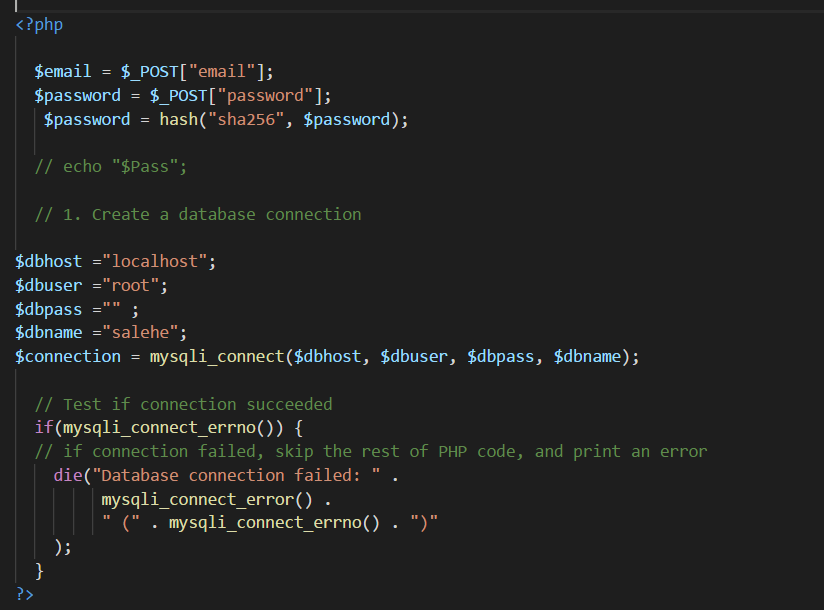 <?php
$email = $_POST["email"];
$password = $_POST["password"];
$password = hash("sha256", $password);
// echo "$Pass";
// 1. Create a database connection
$dbhost ="localhost";
$dbuser ="root";
$dbpass ="" ;
$dbname ="salehe";
$connection = mysqli_connect($dbhost, $dbuser, $dbpass, $dbname);
// Test if connection succeeded
if(mysqli_connect_errno()) {
// if connection failed, skip the rest of PHP code, and print an error
die("Database connection failed: " .
mysqli_connect_error() .
" (" . mysqli_connect_errno() . ")"
);
}
?>